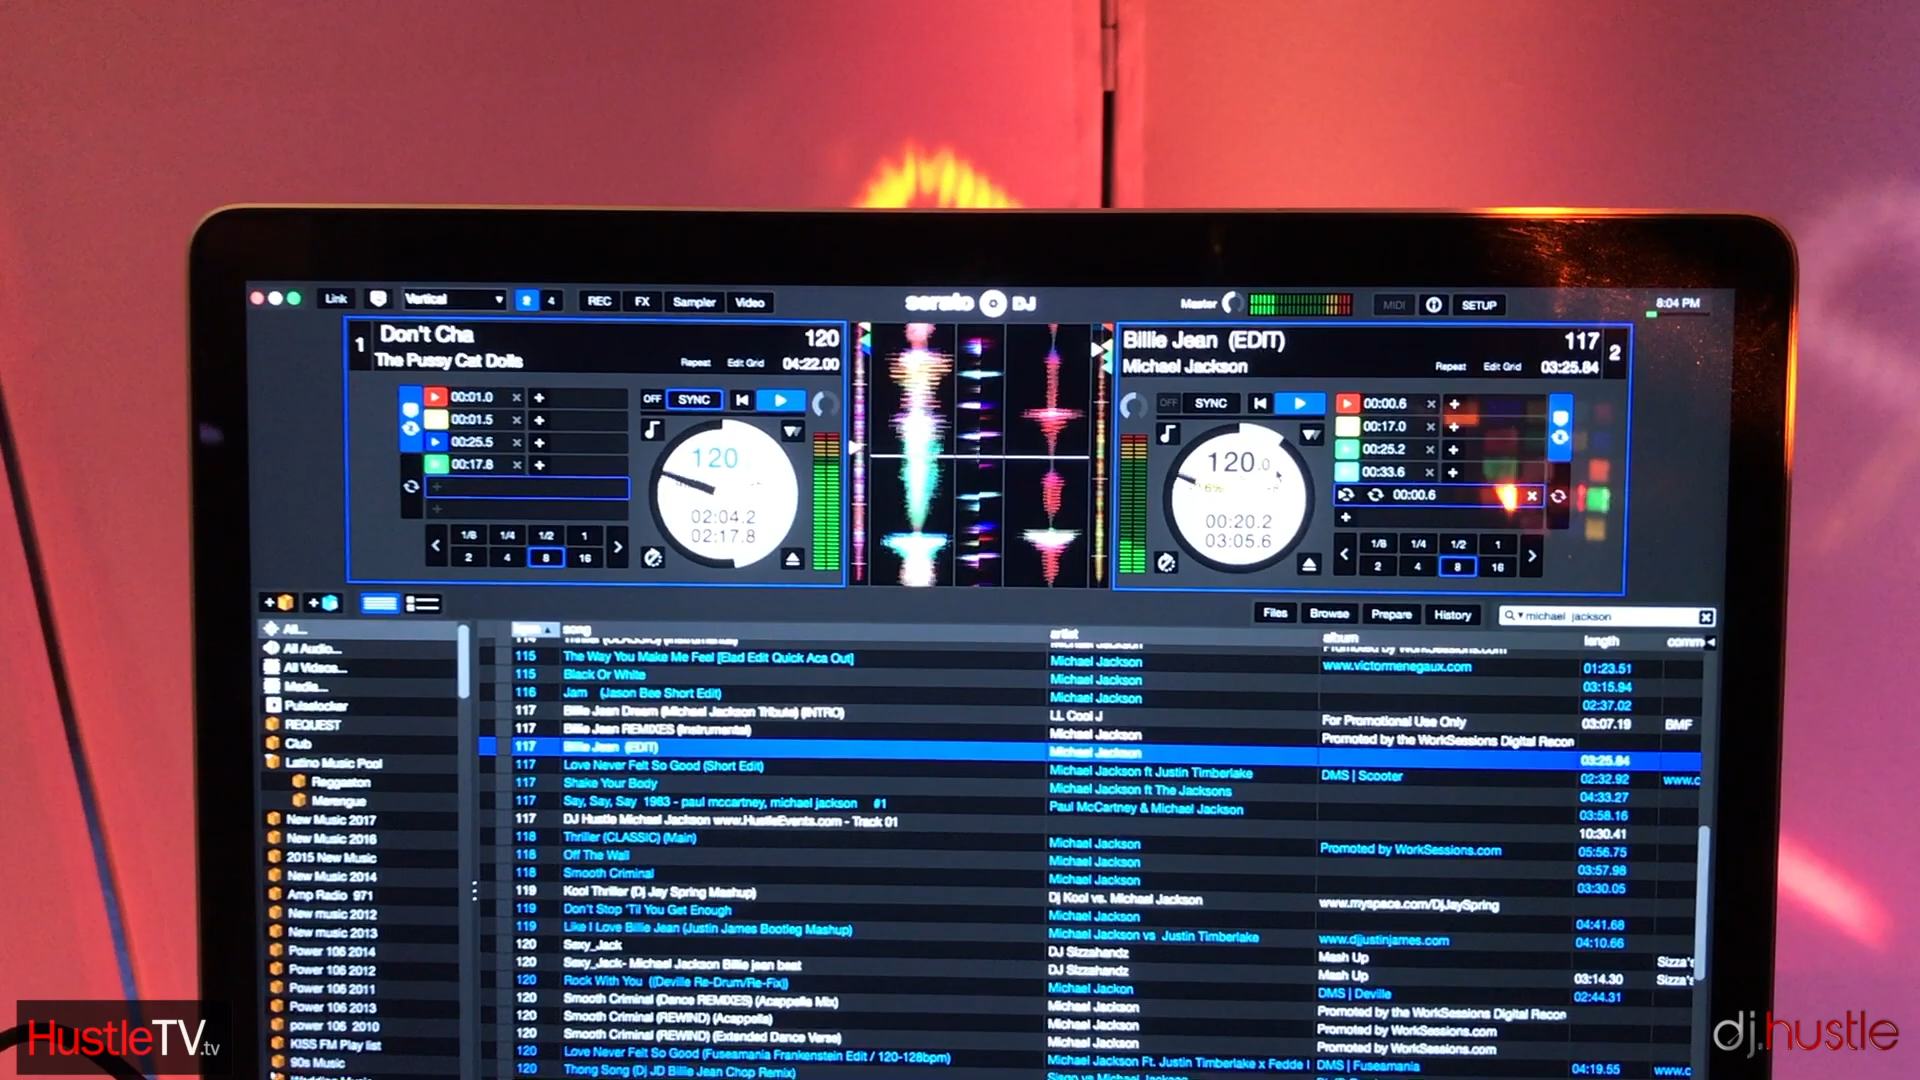 Link Vertical 2 4 REC FX Sampler Video serato DJ Master MIDI SETUP 8:04 PM
1 Don't Cha 120
The Pussy Cat Dolls Repeat Edit Grid 04:22.00
00:01.0 OFF SYNC
00:01.5
00:25.5
00:17.8
120
02:04.2
02:17.8
1/8 1/4 1/2 1
2 4 8 16
Billie Jean (EDIT) 117 2
Michael Jackson Repeat Edit Grid 03:25.84
OFF SYNC 00:00.6
00:17.0
00:25.2
00:33.6
00:00.6
120.0
00:20.2
03:05.6
1/8 1/4 1/2 1
2 4 8 16
Files Browse Prepare History michael jackson
song artist album length comm
All...
All Audio...
All Videos...
Media...
Pulselocker
REQUEST
Club
Latino Music Pool
Reggaeton
Merengue
New Music 2017
New Music 2016
2015 New Music
New Music 2014
Amp Radio 971
New music 2012
New music 2013
Power 106 2014
Power 106 2012
Power 106 2011
Power 106 2013
power 106 2010
KISS FM Play list
90s Music
115 The Way You Make Me Feel [Elad Edit Quick Aca Out] Michael Jackson www.victormenegaux.com 01:23.51
115 Black Or White Michael Jackson 03:15.94
116 Jam (Jason Bee Short Edit) Michael Jackson 02:37.02
117 Billie Jean Dream (Michael Jackson Tribute) (INTRO) LL Cool J For Promotional Use Only 03:07.19 BMF
117 Billie Jean REMIXES (Instrumental) Michael Jackson Promoted by the WorkSessions Digital Recor
117 Billie Jean (EDIT) Michael Jackson 03:25.84
117 Love Never Felt So Good (Short Edit) Michael Jackson ft Justin Timberlake DMS | Scooter 02:32.92 www.c
117 Shake Your Body Michael Jackson ft The Jacksons 04:33.27
117 Say, Say, Say 1983 - paul mccartney, michael jackson #1 Paul McCartney & Michael Jackson 03:58.16
117 DJ Hustle Michael Jackson www.HustleEvents.com - Track 01 10:30.41
118 Thriller (CLASSIC) (Main) Michael Jackson Promoted by WorkSessions.com 05:56.75
118 Off The Wall Michael Jackson 03:57.98
118 Smooth Criminal Michael Jackson 03:30.05
119 Kool Thriller (Dj Jay Spring Mashup) Dj Kool vs. Michael Jackson www.myspace.com/DjJaySpring
119 Don't Stop 'Til You Get Enough Michael Jackson 04:41.68
119 Like I Love Billie Jean (Justin James Bootleg Mashup) Michael Jackson vs Justin Timberlake www.djjustinjames.com 04:10.66
120 Sexy_Jack DJ Sizzahandz Mash Up Sizza's
120 Sexy_Jack- Michael Jackson Billie jean beat DJ Sizzahandz Mash Up 03:14.30 Sizza's
120 Rock With You ((Deville Re-Drum/Re-Fix)) Michael Jackon DMS | Deville 02:44.31
120 Smooth Criminal (Dance REMIXES) (Acappella Mix) Michael Jackson Promoted by the WorkSessions Digital Recor
120 Smooth Criminal (REWIND) (Acappella) Michael Jackson Promoted by WorkSessions.com
120 Smooth Criminal (REWIND) (Extended Dance Verse) Michael Jackson Promoted by WorkSessions.com
120 Love Never Felt So Good (Fuseamania Frankenstein Edit / 120-128bpm) Michael Jackson Ft. Justin Timberlake x Fedde l DMS | Fuseamania 04:19.55 www.c
120 Thong Song (Dj JD Billie Jean Chop Remix)
HustleTV.tv
dj.hustle